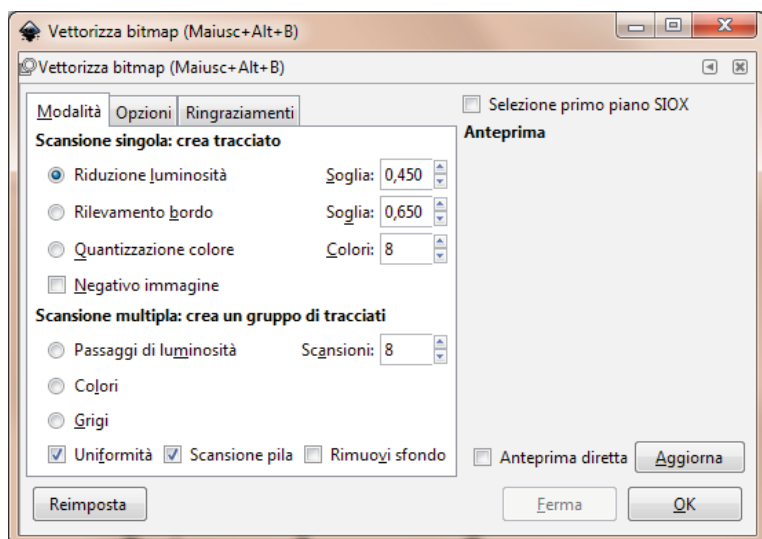 Vettorizza bitmap (Maiusc+Alt+B)
Vettorizza bitmap (Maiusc+Alt+B)
Modalità Opzioni Ringraziamenti
Selezione primo piano SIOX
Anteprima
Scansione singola: crea tracciato
Riduzione luminosità Soglia: 0,450
Rilevamento bordo Soglia: 0,650
Quantizzazione colore Colori: 8
Negativo immagine
Scansione multipla: crea un gruppo di tracciati
Passaggi di luminosità Scansioni: 8
Colori
Grigi
Uniformità Scansione pila Rimuovi sfondo
Anteprima diretta Aggiorna
Reimposta Ferma OK